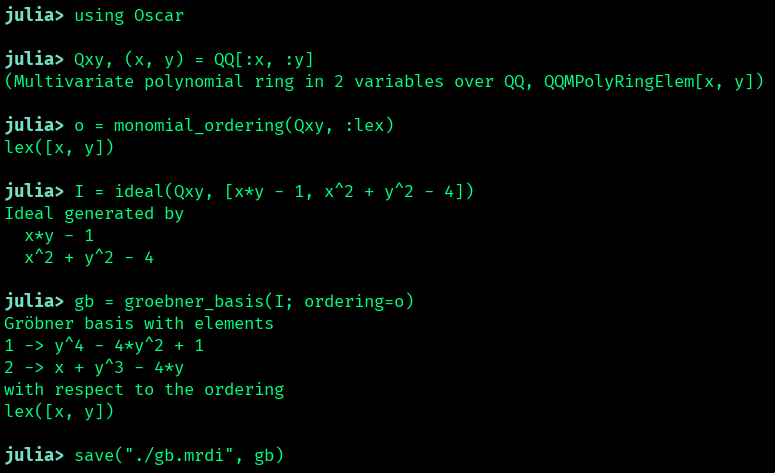 julia> using Oscar
julia> Qxy, (x, y) = QQ[:x, :y]
(Multivariate polynomial ring in 2 variables over QQ, QQMPolyRingElem[x, y])
julia> o = monomial_ordering(Qxy, :lex)
lex([x, y])
julia> I = ideal(Qxy, [x*y - 1, x^2 + y^2 - 4])
Ideal generated by
  x*y - 1
  x^2 + y^2 - 4
julia> gb = groebner_basis(I; ordering=o)
Gröbner basis with elements
1 -> y^4 - 4*y^2 + 1
2 -> x + y^3 - 4*y
with respect to the ordering
lex([x, y])
julia> save("./gb.mrdi", gb)